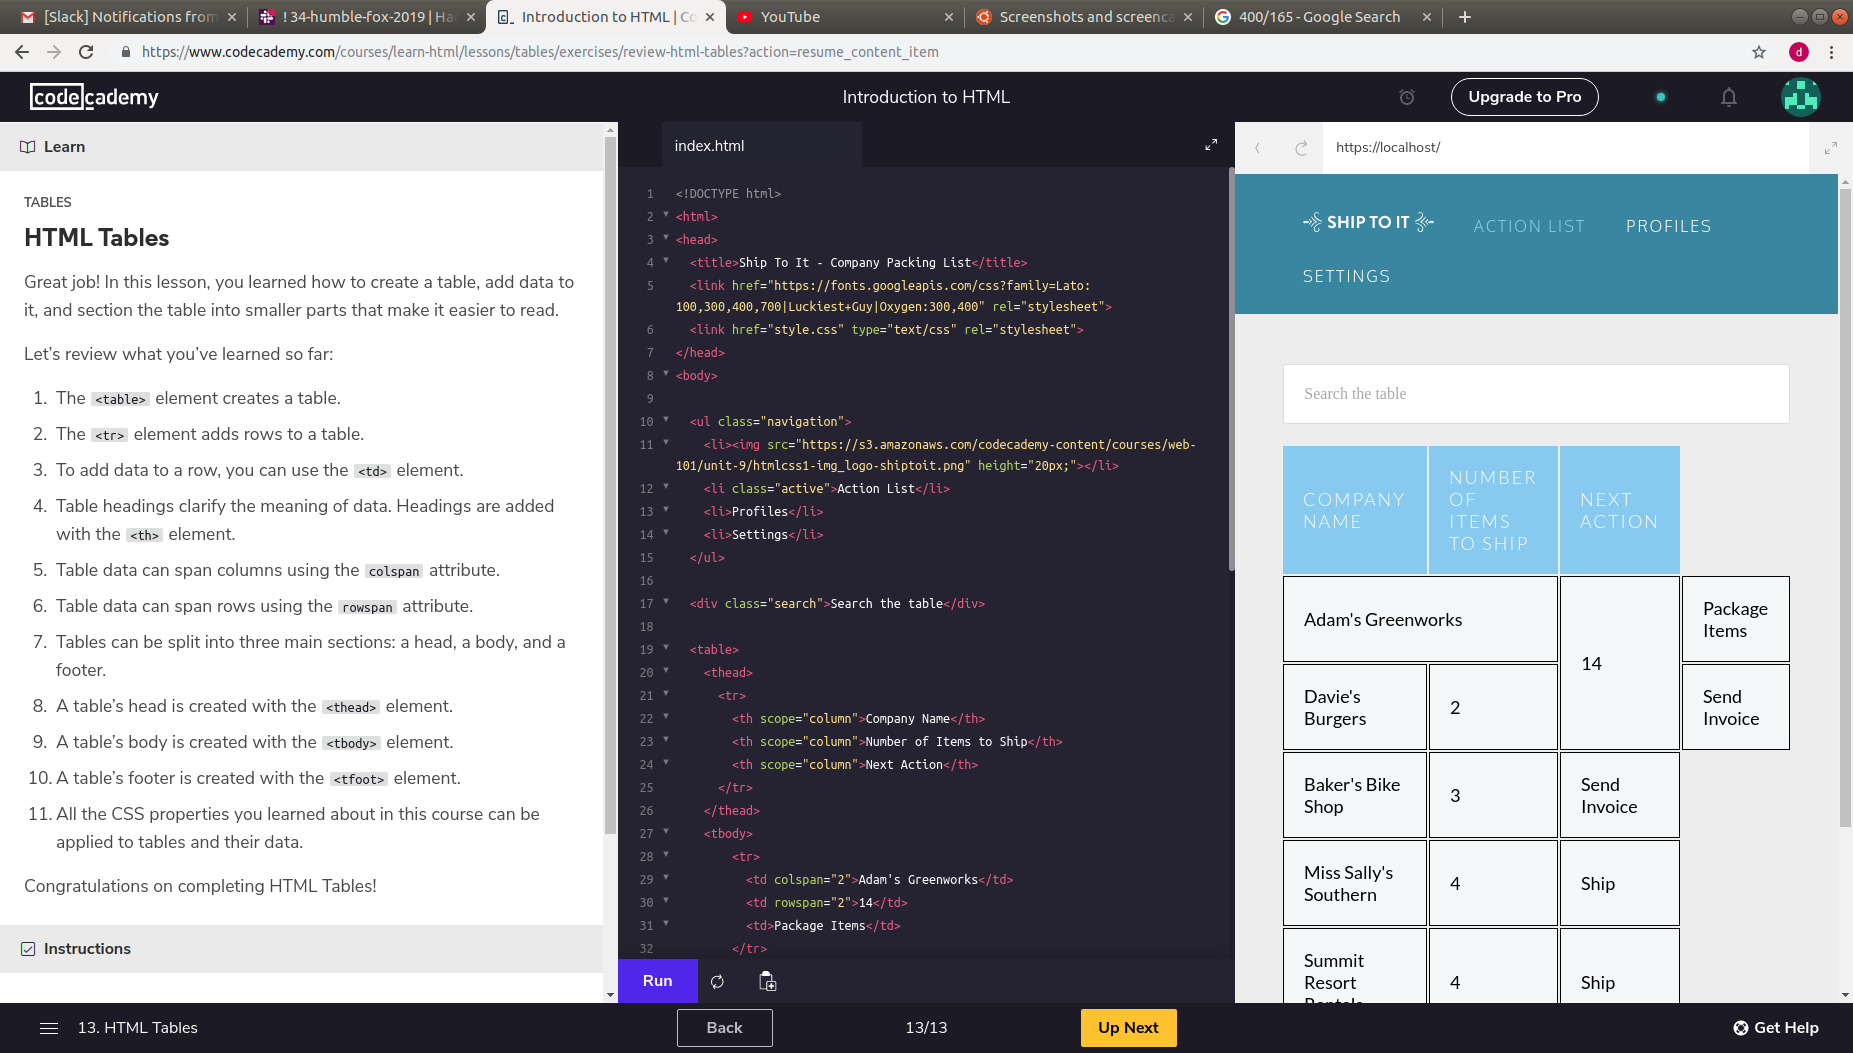 [Slack] Notifications from
! 34-humble-fox-2019 | Ha
Introduction to HTML | Co
YouTube
Screenshots and screenca
400/165 - Google Search
https://www.codecademy.com/courses/learn-html/lessons/tables/exercises/review-html-tables?action=resume_content_item
d
codecademy
Introduction to HTML
Upgrade to Pro
Learn
TABLES
HTML Tables
Great job! In this lesson, you learned how to create a table, add data to
it, and section the table into smaller parts that make it easier to read.
Let's review what you've learned so far:
1. The <table> element creates a table.
2. The <tr> element adds rows to a table.
3. To add data to a row, you can use the <td> element.
4. Table headings clarify the meaning of data. Headings are added
with the <th> element.
5. Table data can span columns using the colspan attribute.
6. Table data can span rows using the rowspan attribute.
7. Tables can be split into three main sections: a head, a body, and a
footer.
8. A table's head is created with the <thead> element.
9. A table's body is created with the <tbody> element.
10. A table's footer is created with the <tfoot> element.
11. All the CSS properties you learned about in this course can be
applied to tables and their data.
Congratulations on completing HTML Tables!
Instructions
index.html
1 <!DOCTYPE html>
2 <html>
3 <head>
4 <title>Ship To It - Company Packing List</title>
5 <link href="https://fonts.googleapis.com/css?family=Lato:
100,300,400,700|Luckiest+Guy|Oxygen:300,400" rel="stylesheet">
6 <link href="style.css" type="text/css" rel="stylesheet">
7 </head>
8 <body>
9
10 <ul class="navigation">
11 <li><img src="https://s3.amazonaws.com/codecademy-content/courses/web-
101/unit-9/htmlcss1-img_logo-shiptoit.png" height="20px;"></li>
12 <li class="active">Action List</li>
13 <li>Profiles</li>
14 <li>Settings</li>
15 </ul>
16
17 <div class="search">Search the table</div>
18
19 <table>
20 <thead>
21 <tr>
22 <th scope="column">Company Name</th>
23 <th scope="column">Number of Items to Ship</th>
24 <th scope="column">Next Action</th>
25 </tr>
26 </thead>
27 <tbody>
28 <tr>
29 <td colspan="2">Adam's Greenworks</td>
30 <td rowspan="2">14</td>
31 <td>Package Items</td>
32 </tr>
Run
https://localhost/
SHIP TO IT
ACTION LIST
PROFILES
SETTINGS
Search the table
COMPANY
NAME
NUMBER
OF
ITEMS
TO SHIP
NEXT
ACTION
Adam's Greenworks
14
Package
Items
Davie's
Burgers
2
Send
Invoice
Baker's Bike
Shop
3
Send
Invoice
Miss Sally's
Southern
4
Ship
Summit
Resort
Rentals
4
Ship
13. HTML Tables
Back
13/13
Up Next
Get Help